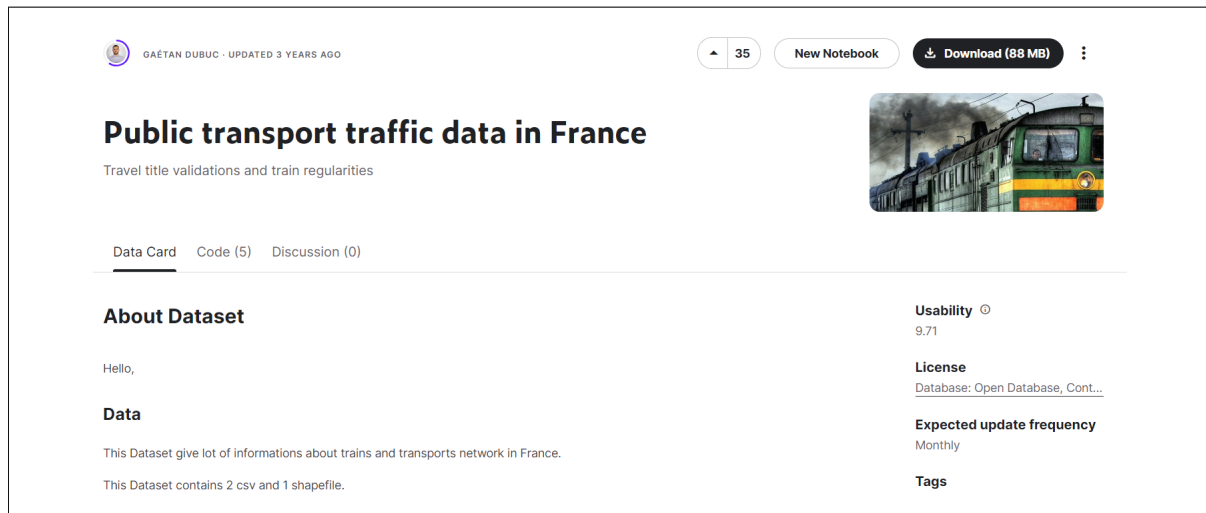 GAÉTAN DUBUC · UPDATED 3 YEARS AGO
35
New Notebook
Download (88 MB)
Public transport traffic data in France
Travel title validations and train regularities
Data Card
Code (5)
Discussion (0)
About Dataset
Hello,
Data
This Dataset give lot of informations about trains and transports network in France.
This Dataset contains 2 csv and 1 shapefile.
Usability
9.71
License
Database: Open Database, Cont...
Expected update frequency
Monthly
Tags